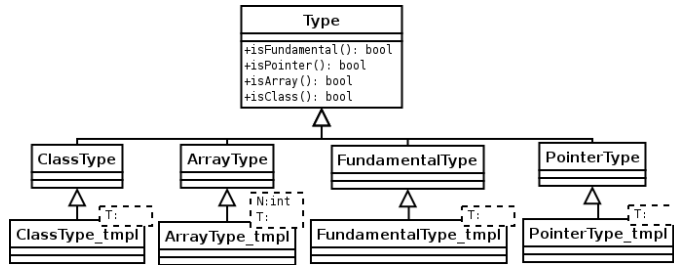 Type
+isFundamental(): bool
+isPointer(): bool
+isArray(): bool
+isClass(): bool
ClassType
ArrayType
FundamentalType
PointerType
T:
N:int
T:
T:
T:
ClassType_tmpl
ArrayType_tmpl
FundamentalType_tmpl
PointerType_tmpl